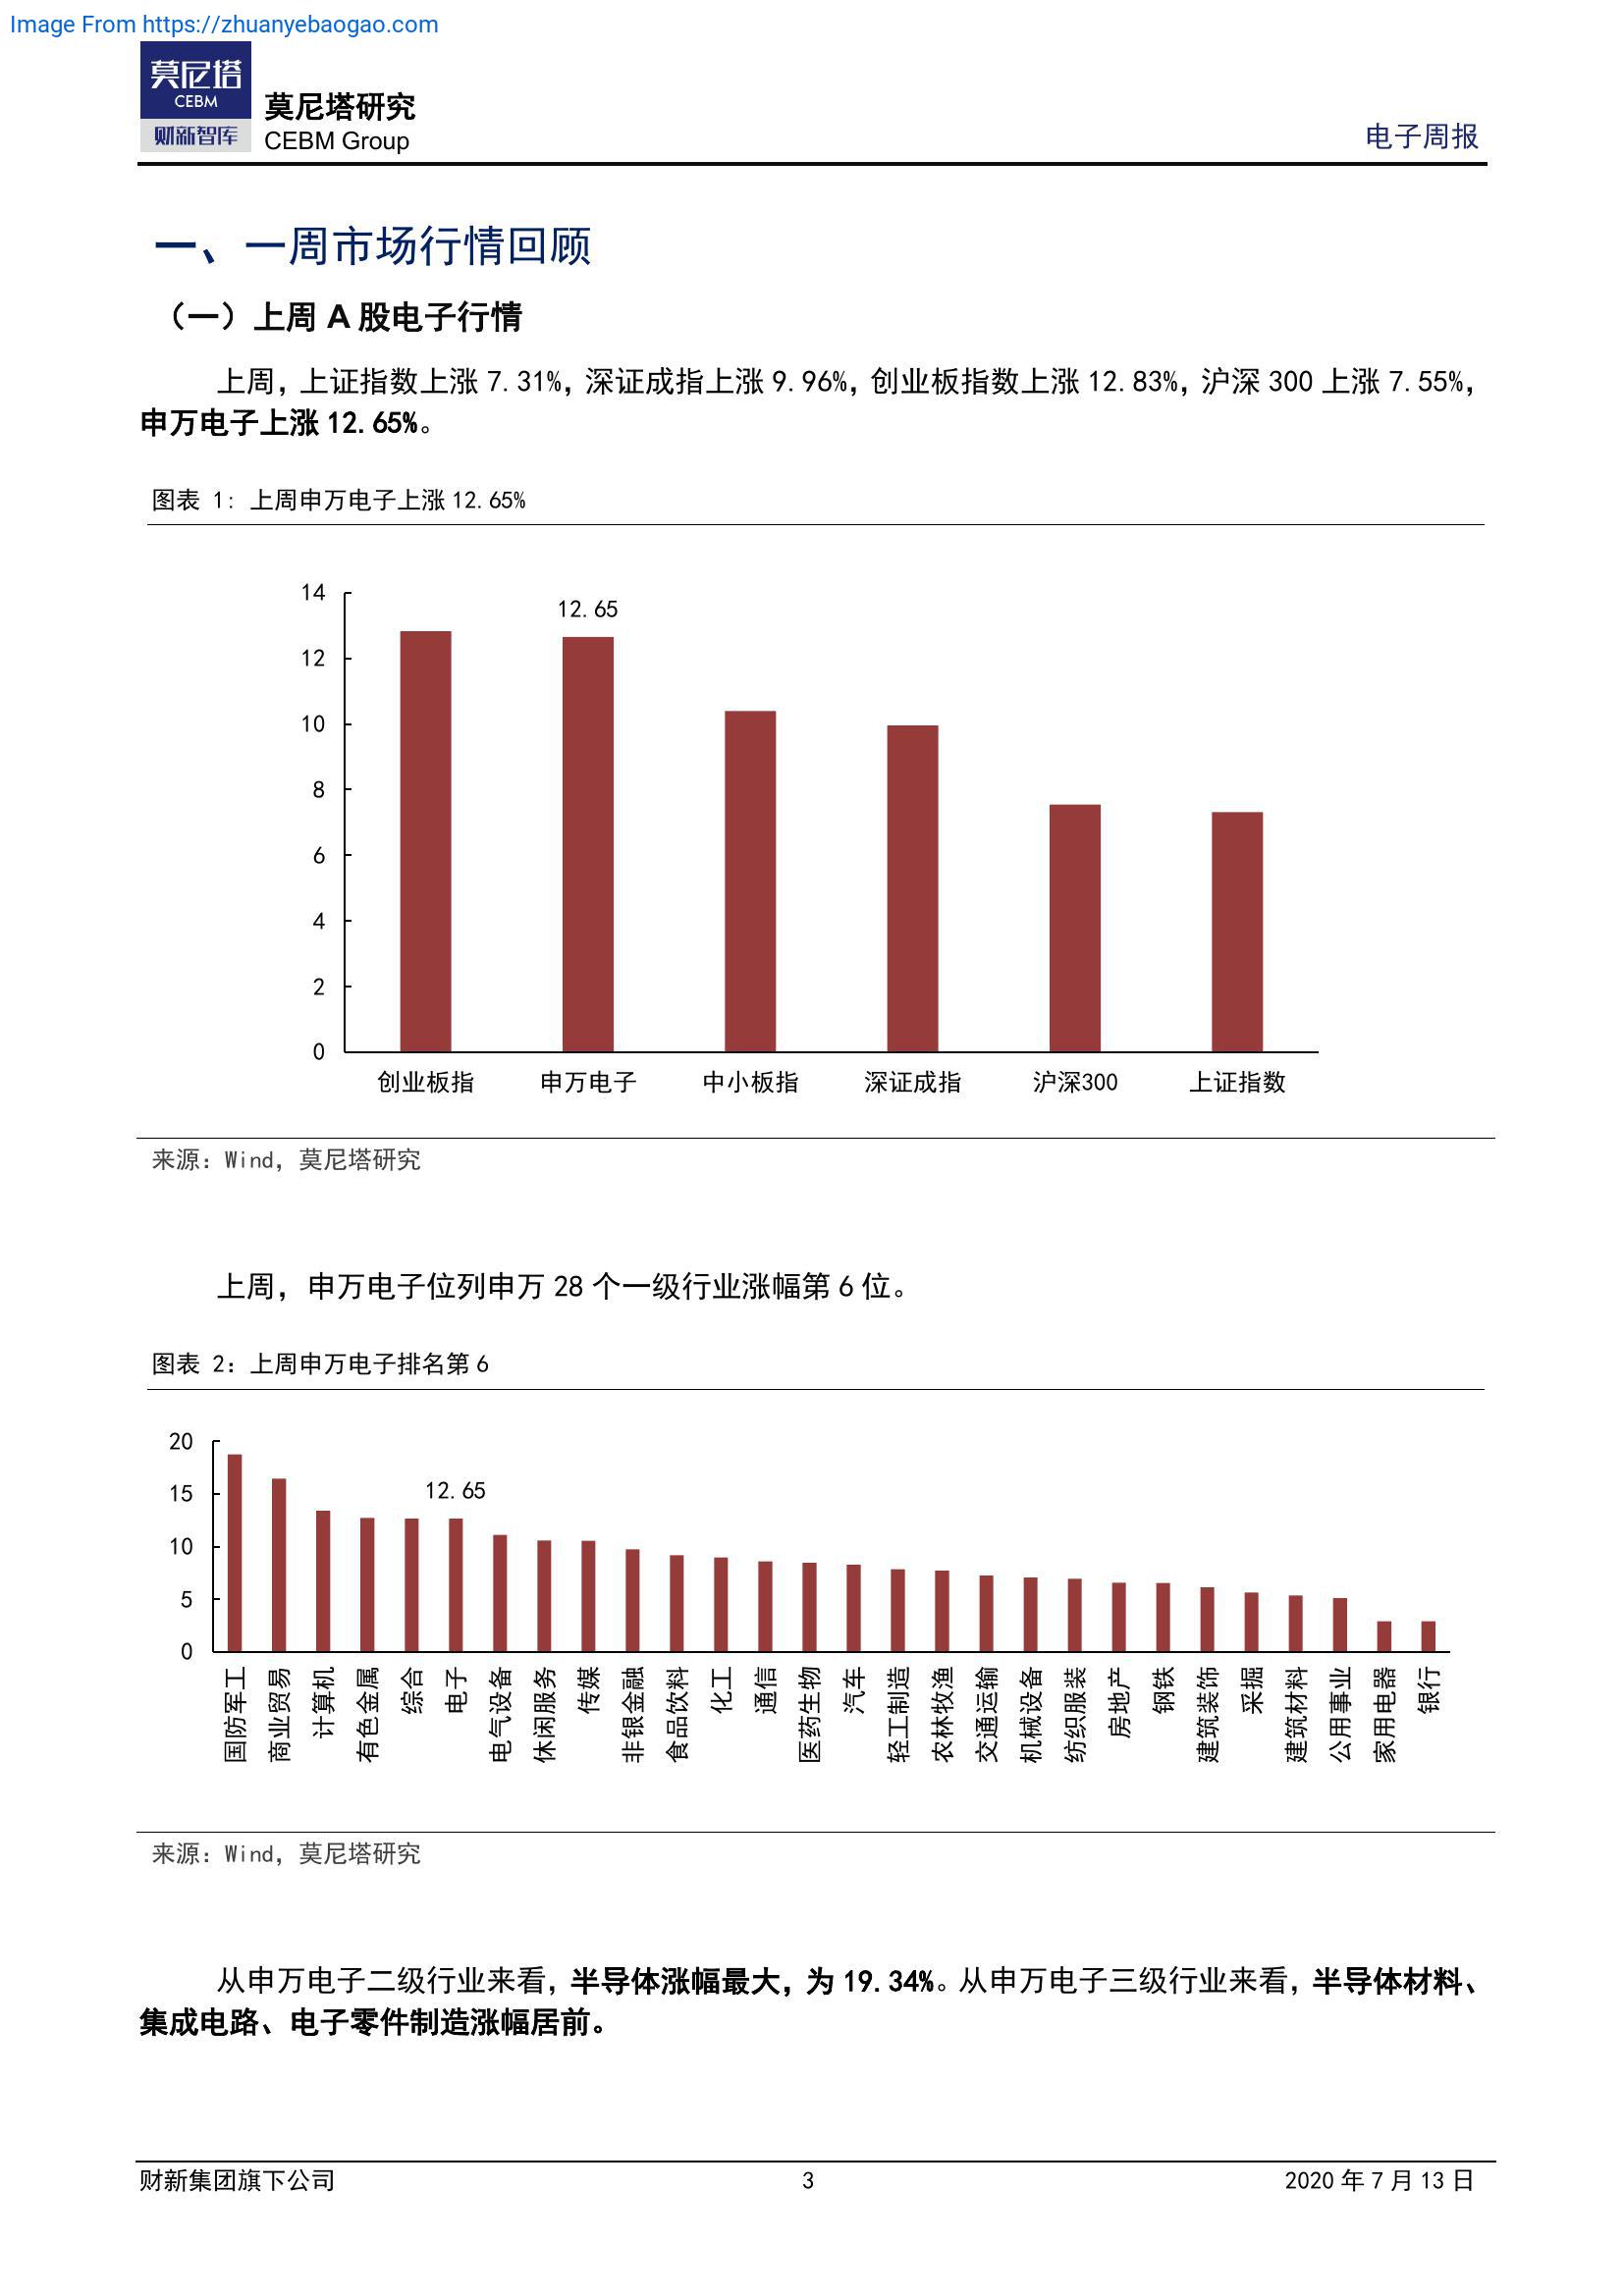 Image From https://zhuanyebaogao.com
莫尼塔
CEBM
财新智库
莫尼塔研究
CEBM Group
电子周报
一、一周市场行情回顾
（一）上周 A 股电子行情
上周，上证指数上涨 7.31%，深证成指上涨 9.96%，创业板指数上涨 12.83%，沪深 300 上涨 7.55%，
申万电子上涨 12.65%。
图表 1: 上周申万电子上涨 12.65%
14
12
10
8
6
4
2
0
12.65
创业板指 申万电子 中小板指 深证成指 沪深300 上证指数
来源：Wind，莫尼塔研究
上周，申万电子位列申万 28 个一级行业涨幅第 6 位。
图表 2：上周申万电子排名第 6
20
15
10
5
0
12.65
国防军工
商业贸易
计算机
有色金属
综合
电子
电气设备
休闲服务
传媒
非银金融
食品饮料
化工
通信
医药生物
汽车
轻工制造
农林牧渔
交通运输
机械设备
纺织服装
房地产
钢铁
建筑装饰
采掘
建筑材料
公用事业
家用电器
银行
来源：Wind，莫尼塔研究
从申万电子二级行业来看，半导体涨幅最大，为 19.34%。从申万电子三级行业来看，半导体材料、
集成电路、电子零件制造涨幅居前。
财新集团旗下公司 3 2020 年 7 月 13 日